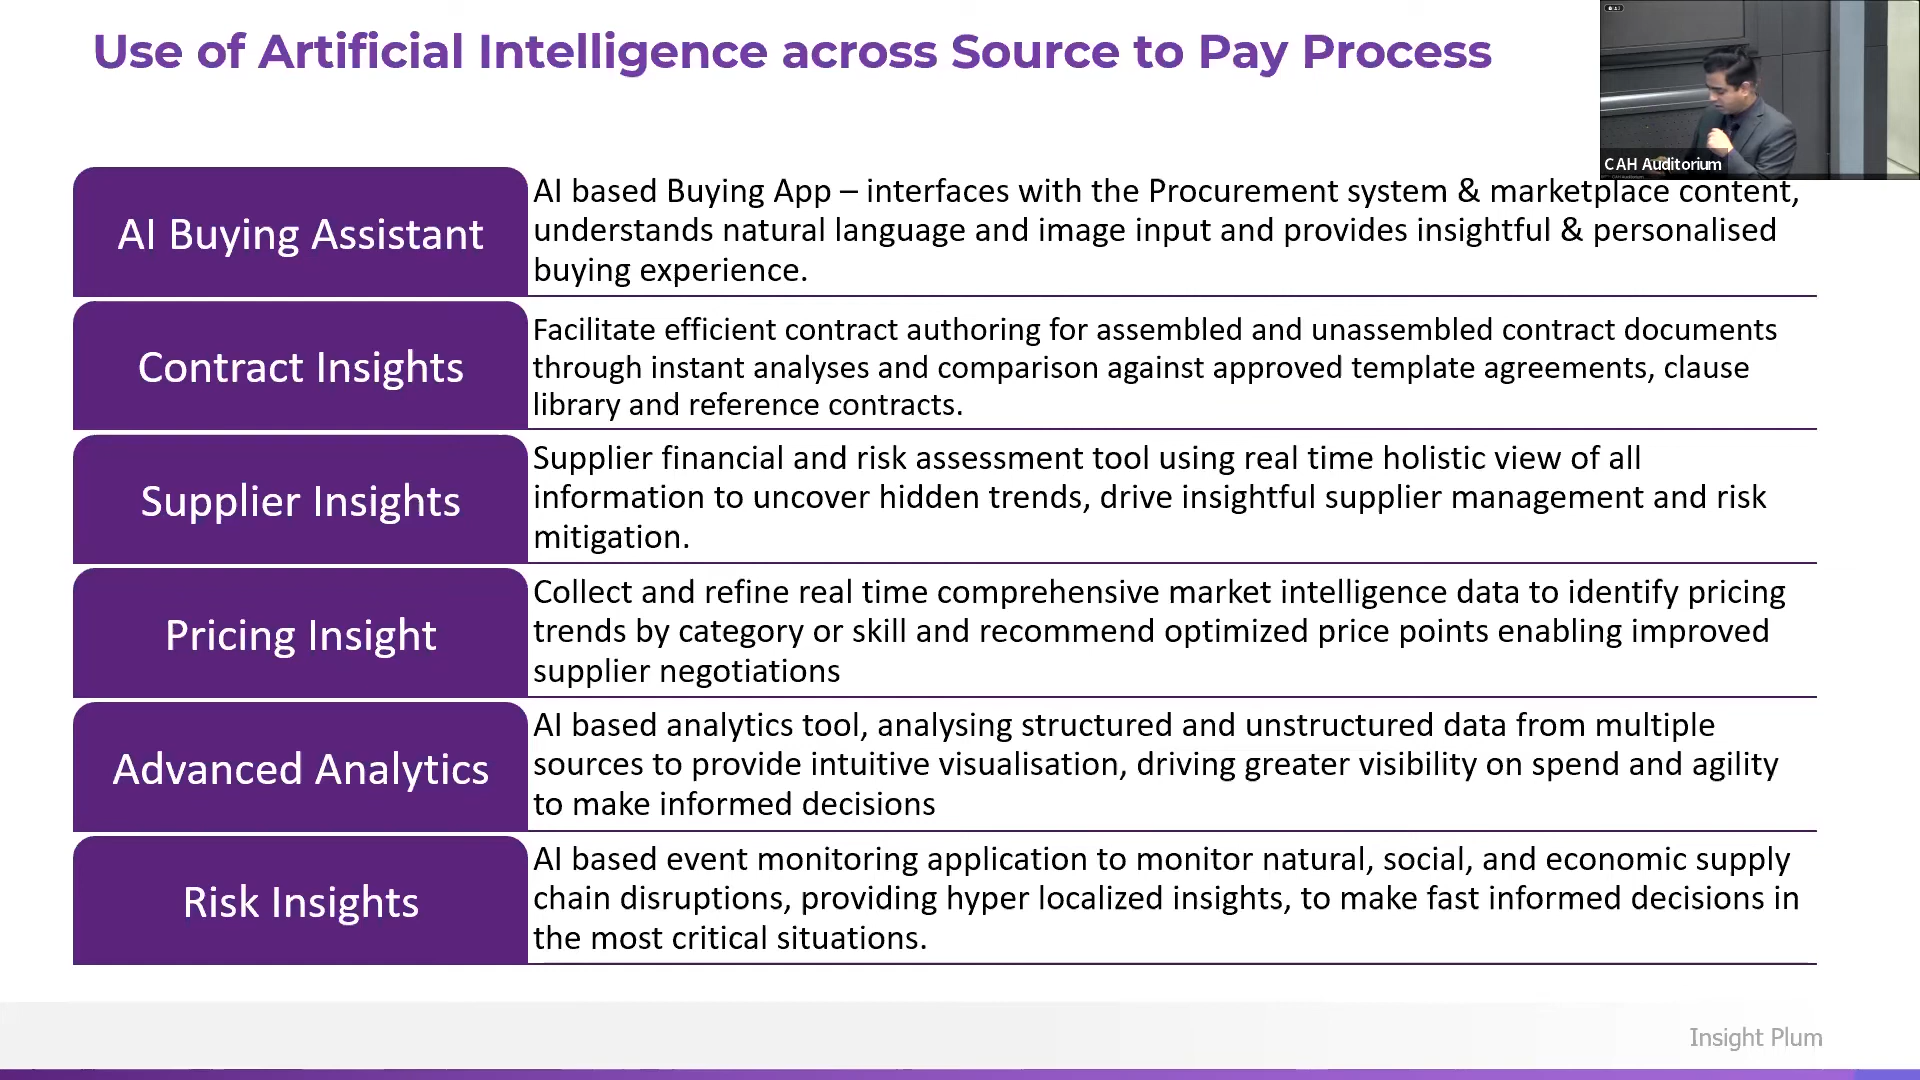 Use of Artificial Intelligence across Source to Pay Process
CAH Auditorium
AI Buying Assistant
AI based Buying App – interfaces with the Procurement system & marketplace content,
understands natural language and image input and provides insightful & personalised
buying experience.
Contract Insights
Facilitate efficient contract authoring for assembled and unassembled contract documents
through instant analyses and comparison against approved template agreements, clause
library and reference contracts.
Supplier Insights
Supplier financial and risk assessment tool using real time holistic view of all
information to uncover hidden trends, drive insightful supplier management and risk
mitigation.
Pricing Insight
Collect and refine real time comprehensive market intelligence data to identify pricing
trends by category or skill and recommend optimized price points enabling improved
supplier negotiations
Advanced Analytics
AI based analytics tool, analysing structured and unstructured data from multiple
sources to provide intuitive visualisation, driving greater visibility on spend and agility
to make informed decisions
Risk Insights
AI based event monitoring application to monitor natural, social, and economic supply
chain disruptions, providing hyper localized insights, to make fast informed decisions in
the most critical situations.
Insight Plum